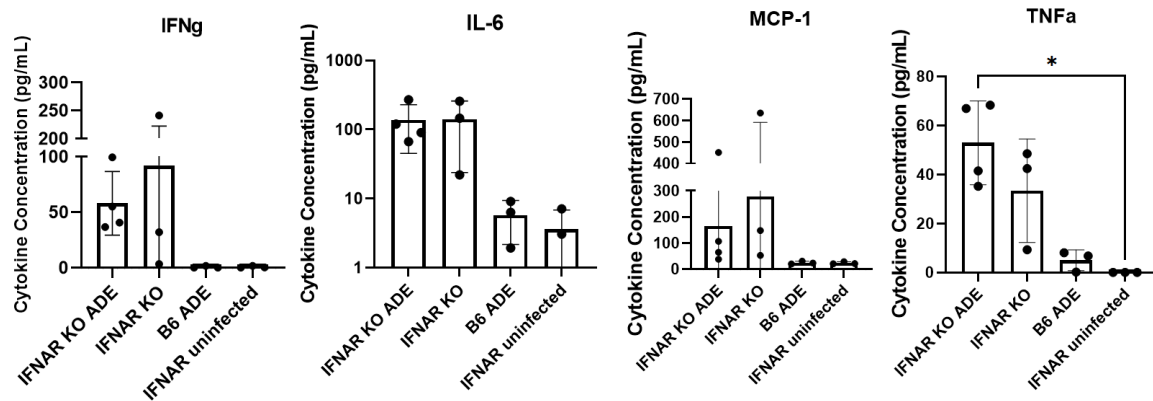 IFNg
Cytokine Concentration (pg/mL)
300
250
200
100
50
0
IFNAR KO ADE
IFNAR KO
B6 ADE
IFNAR uninfected
IL-6
Cytokine Concentration (pg/mL)
1000
100
10
1
IFNAR KO ADE
IFNAR KO
B6 ADE
IFNAR uninfected
MCP-1
Cytokine Concentration (pg/mL)
700
600
500
400
300
200
100
0
IFNAR KO ADE
IFNAR KO
B6 ADE
IFNAR uninfected
TNFa
Cytokine Concentration (pg/mL)
80
60
40
20
0
*
IFNAR KO ADE
IFNAR KO
B6 ADE
IFNAR uninfected